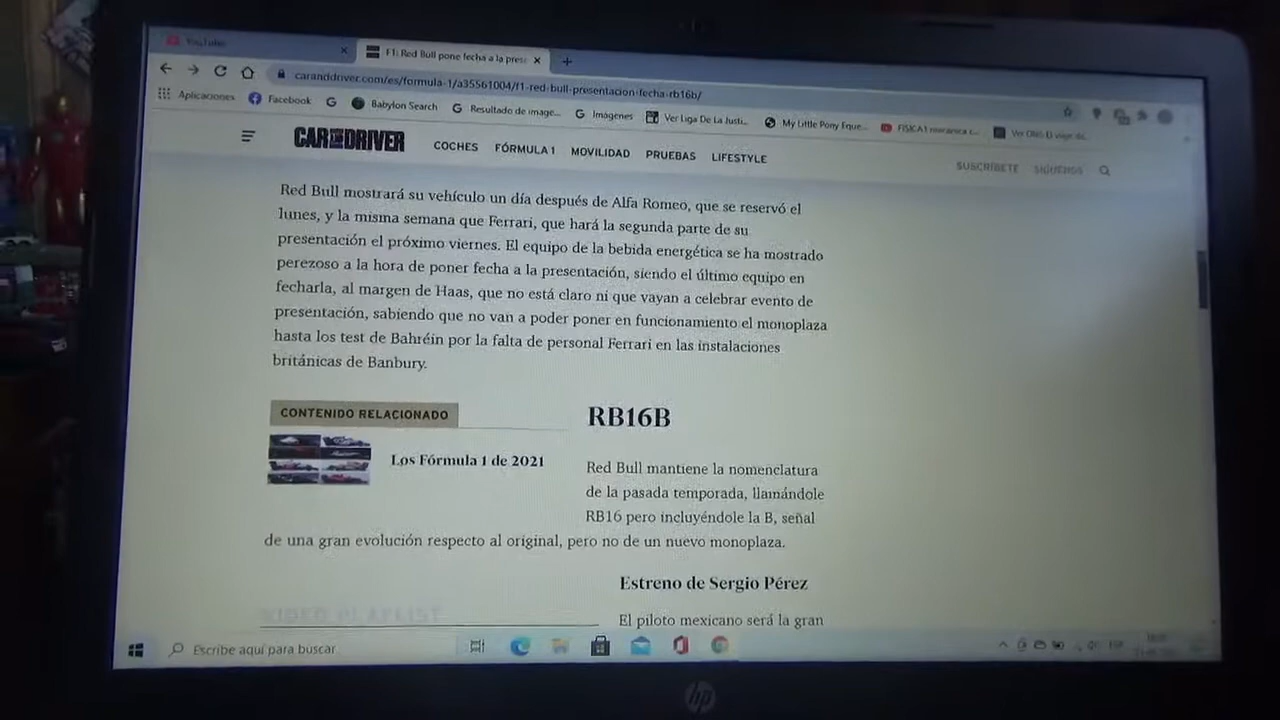 YouTube
F1: Red Bull pone fecha a la prese
caranddriver.com/es/formula-1/a35561004/f1-red-bull-presentacion-fecha-rb16b/
Aplicaciones Facebook Babylon Search Resultado de image... Imágenes Ver Liga De La Justi... My Little Pony Eque...
CAR AND DRIVER COCHES FÓRMULA 1 MOVILIDAD PRUEBAS LIFESTYLE SUSCRÍBETE SÍGUENOS
Red Bull mostrará su vehículo un día después de Alfa Romeo, que se reservó el
lunes, y la misma semana que Ferrari, que hará la segunda parte de su
presentación el próximo viernes. El equipo de la bebida energética se ha mostrado
perezoso a la hora de poner fecha a la presentación, siendo el último equipo en
fecharla, al margen de Haas, que no está claro ni que vayan a celebrar evento de
presentación, sabiendo que no van a poder poner en funcionamiento el monoplaza
hasta los test de Bahréin por la falta de personal Ferrari en las instalaciones
británicas de Banbury.
CONTENIDO RELACIONADO
Los Fórmula 1 de 2021
RB16B
Red Bull mantiene la nomenclatura
de la pasada temporada, llamándole
RB16 pero incluyéndole la B, señal
de una gran evolución respecto al original, pero no de un nuevo monoplaza.
Estreno de Sergio Pérez
El piloto mexicano será la gran
Escribe aquí para buscar
hp